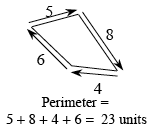 5
8
6
4
Perimeter =
5 + 8 + 4 + 6 = 23 units